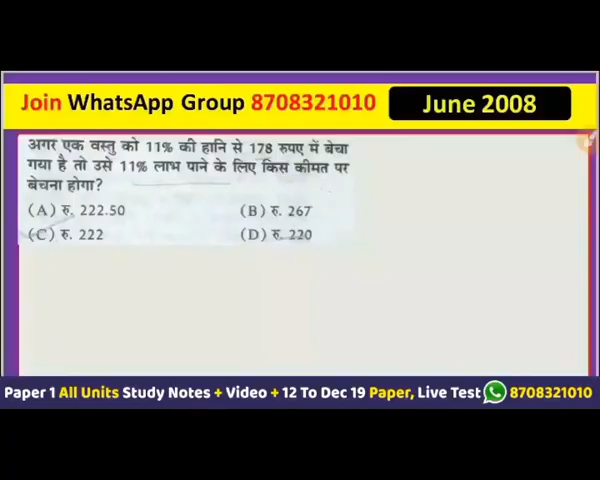 Join WhatsApp Group 8708321010
June 2008
अगर एक वस्तु को 11% की हानि से 178 रुपए में बेचा
गया है तो उसे 11% लाभ पाने के लिए किस कीमत पर
बेचना होगा?
(A) रु. 222.50 (B) रु. 267
(C) रु. 222 (D) रु. 220
Paper 1 All Units Study Notes + Video + 12 To Dec 19 Paper, Live Test 8708321010